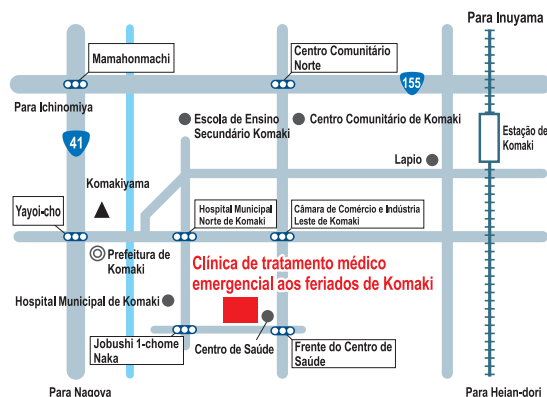 Para Inuyama
Mamahonmachi
Centro Comunitário
Norte
155
Para Ichinomiya
Escola de Ensino
Secundário Komaki
Centro Comunitário de Komaki
Estação de
Komaki
41
Lapio
Komakiyama
Yayoi-cho
Hospital Municipal
Norte de Komaki
Câmara de Comércio e Indústria
Leste de Komaki
Prefeitura de
Komaki
Clínica de tratamento médico
emergencial aos feriados de Komaki
Hospital Municipal de Komaki
Jobushi 1-chome
Naka
Centro de Saúde
Frente do Centro de
Saúde
Para Nagoya
Para Heian-dori